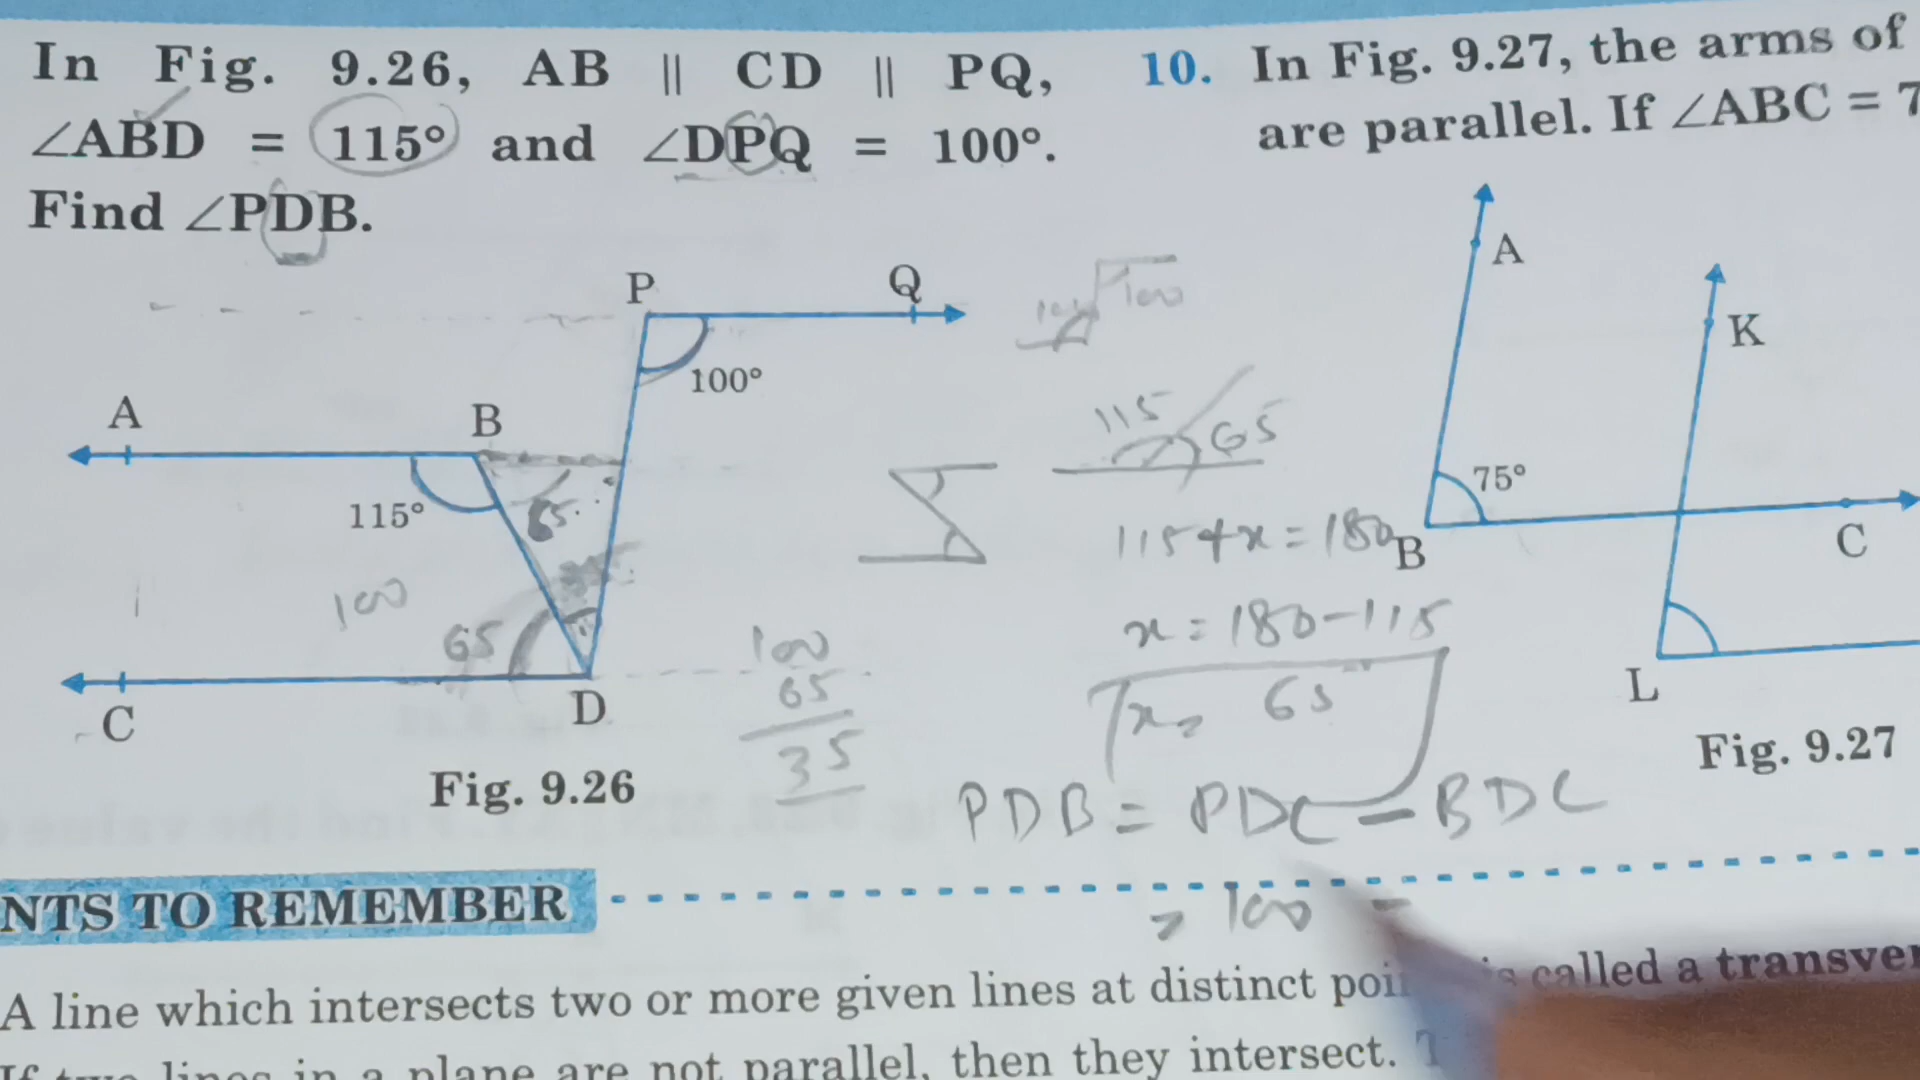 In Fig. 9.26, AB || CD || PQ,
∠ABD = 115° and ∠DPQ = 100°.
Find ∠PDB.
P
Q
100°
A
B
115°
65
100
65
C
D
Fig. 9.26
100
65
35
100
115
65
115+x=180
x=180-115
x= 65
PDB = PDC - BDC
= 100 -
10. In Fig. 9.27, the arms of
are parallel. If ∠ABC = 7
A
K
75°
B
C
L
Fig. 9.27
NTS TO REMEMBER
A line which intersects two or more given lines at distinct is called a
If lines in a plane are not parallel, then they intersect.